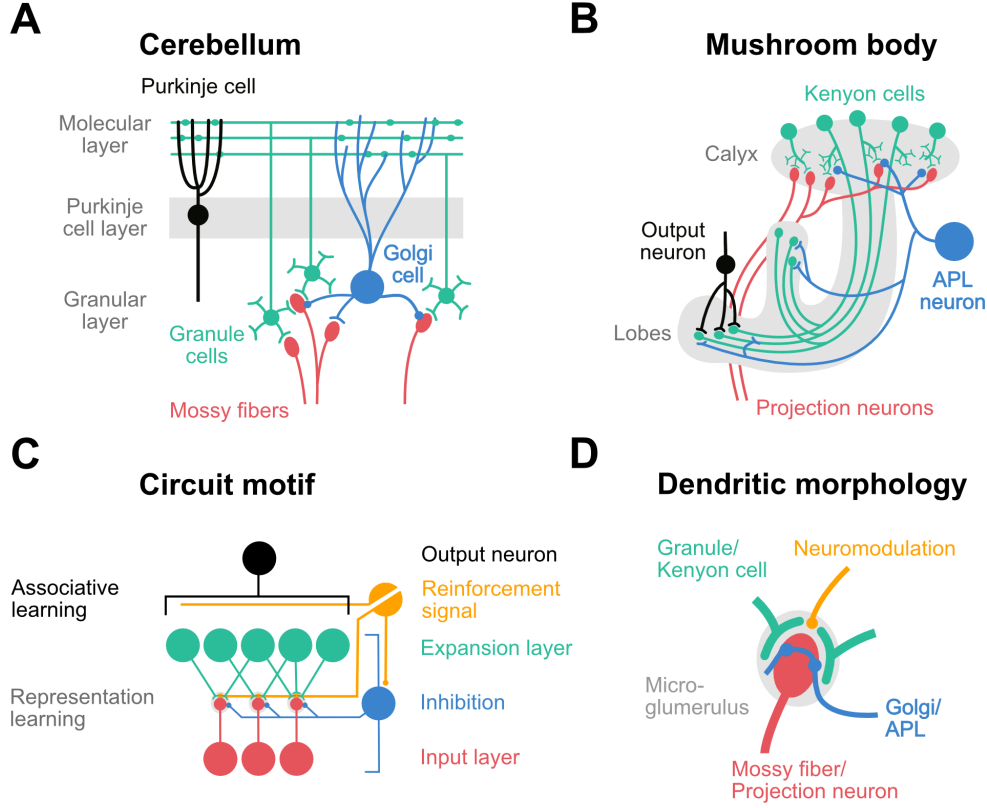 A
Cerebellum
Purkinje cell
Molecular
layer
Purkinje
cell layer
Granular
layer
Golgi
cell
Granule
cells
Mossy fibers
B
Mushroom body
Kenyon cells
Calyx
Output
neuron
APL
neuron
Lobes
Projection neurons
C
Circuit motif
Associative
learning
Representation
learning
Output neuron
Reinforcement
signal
Expansion layer
Inhibition
Input layer
D
Dendritic morphology
Granule/
Kenyon cell
Neuromodulation
Micro-
glumerulus
Golgi/
APL
Mossy fiber/
Projection neuron